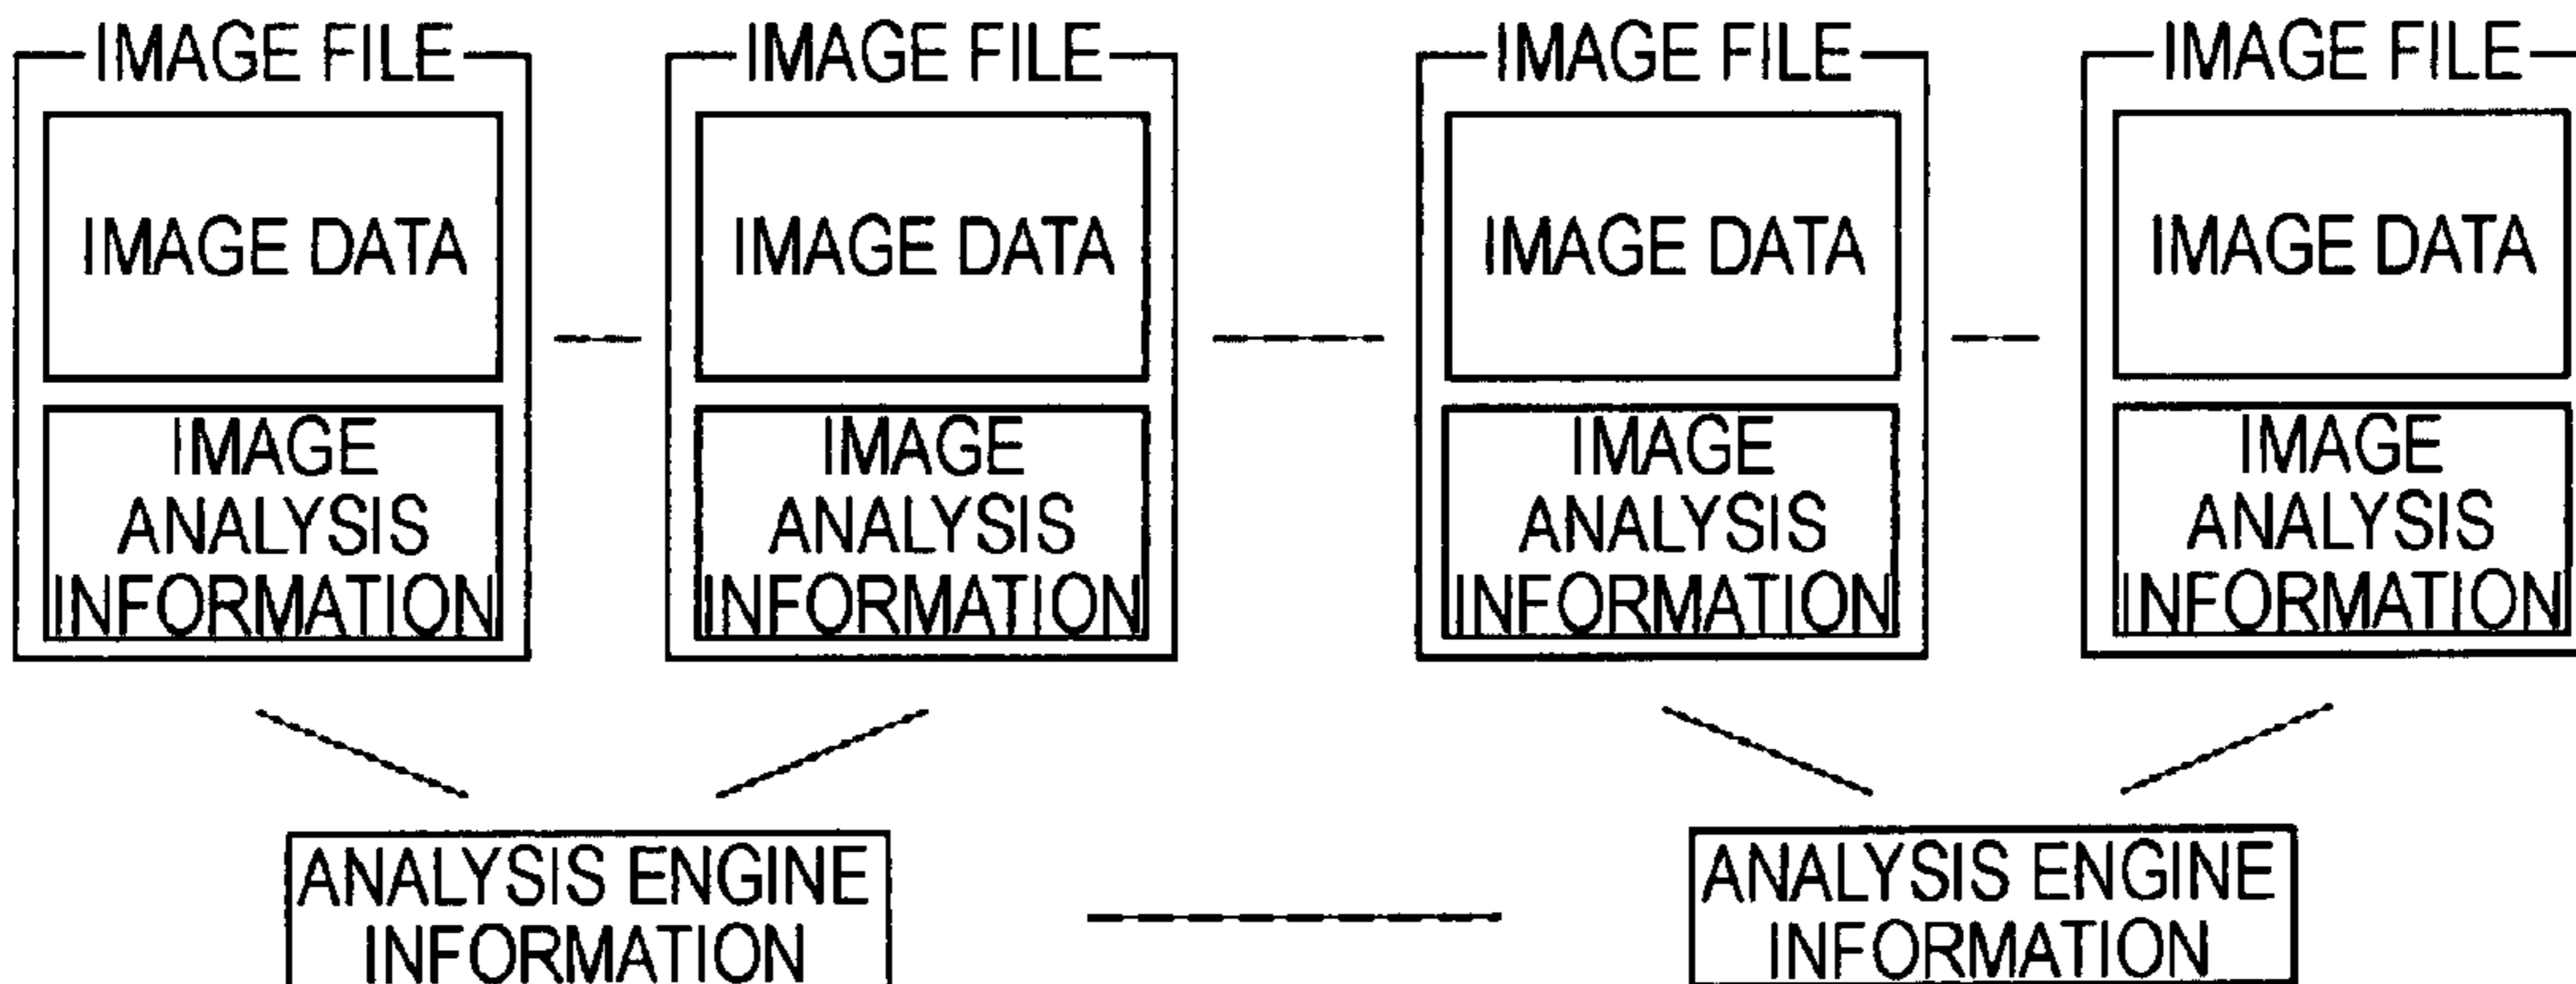 IMAGE FILE
IMAGE DATA
IMAGE
ANALYSIS
INFORMATION
IMAGE FILE
IMAGE DATA
IMAGE
ANALYSIS
INFORMATION
IMAGE FILE
IMAGE DATA
IMAGE
ANALYSIS
INFORMATION
IMAGE FILE
IMAGE DATA
IMAGE
ANALYSIS
INFORMATION
ANALYSIS ENGINE
INFORMATION
ANALYSIS ENGINE
INFORMATION